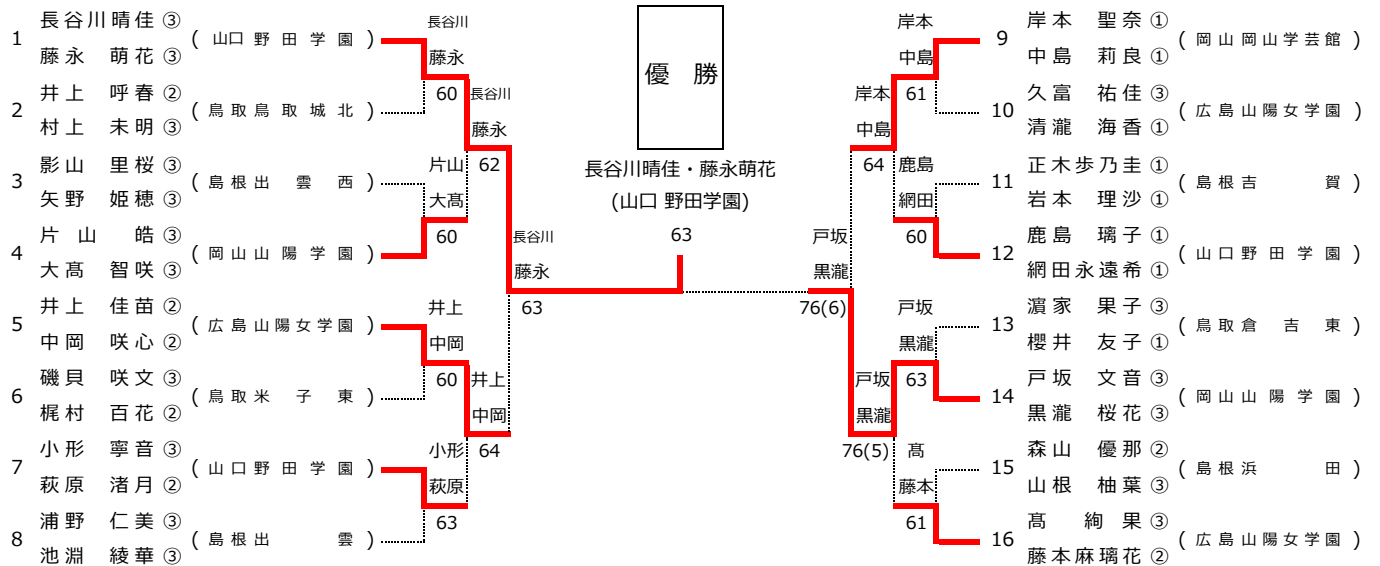 優 勝
長谷川晴佳・藤永萌花
(山口 野田学園)
63
1 長谷川晴佳 ③ 藤永 萌花 ③ ( 山口 野田学園 )
2 井上 呼春 ② 村上 未明 ③ ( 鳥取鳥取城北 )
3 影山 里桜 ③ 矢野 姫穂 ③ ( 島根出雲西 )
4 片山 皓 ③ 大髙 智咲 ③ ( 岡山山陽学園 )
5 井上 佳苗 ② 中岡 咲心 ② ( 広島山陽女学園 )
6 磯貝 咲文 ③ 梶村 百花 ② ( 鳥取米子東 )
7 小形 寧音 ③ 萩原 渚月 ② ( 山口野田学園 )
8 浦野 仁美 ③ 池淵 綾華 ③ ( 島根出雲 )
長谷川
藤永
60
片山
大髙
60
井上
中岡
60
小形
萩原
63
長谷川
藤永
62
井上
中岡
64
長谷川
藤永
63
戸坂
黒瀧
76(6)
岸本
中島
64
戸坂
黒瀧
76(5)
岸本
中島
61
鹿島
網田
60
戸坂
黒瀧
63
髙
藤本
61
9 岸本 聖奈 ① 中島 莉良 ① ( 岡山岡山学芸館 )
10 久富 祐佳 ③ 清瀧 海香 ① ( 広島山陽女学園 )
11 正木歩乃圭 ① 岩本 理沙 ① ( 島根吉賀 )
12 鹿島 璃子 ① 網田永遠希 ① ( 山口野田学園 )
13 濵家 果子 ③ 櫻井 友子 ① ( 鳥取倉吉東 )
14 戸坂 文音 ③ 黒瀧 桜花 ③ ( 岡山山陽学園 )
15 森山 優那 ② 山根 柚葉 ③ ( 島根浜田 )
16 髙 絢果 ③ 藤本麻璃花 ② ( 広島山陽女学園 )